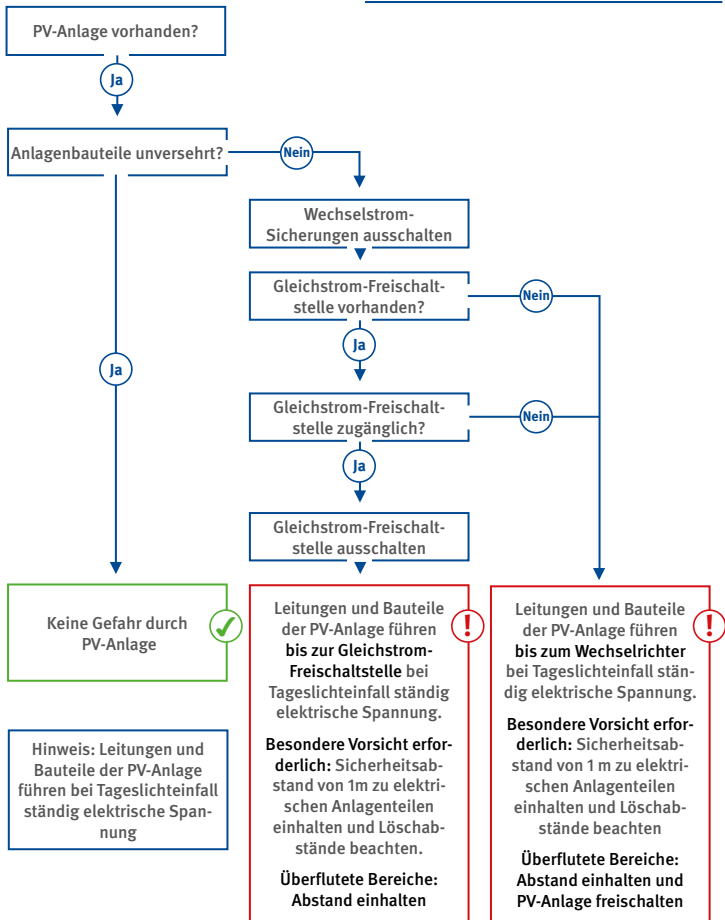 PV-Anlage vorhanden?
Ja
Anlagenbauteile unversehrt?
Nein
Wechselstrom-
Sicherungen ausschalten
Gleichstrom-Freischalt-
stelle vorhanden?
Nein
Ja
Ja
Gleichstrom-Freischalt-
stelle zugänglich?
Nein
Ja
Gleichstrom-Freischalt-
stelle ausschalten
Keine Gefahr durch
PV-Anlage
Hinweis: Leitungen und
Bauteile der PV-Anlage
führen bei Tageslichteinfall
ständig elektrische Span-
nung
Leitungen und Bauteile
der PV-Anlage führen
bis zur Gleichstrom-
Freischaltstelle bei
Tageslichteinfall ständig
elektrische Spannung.
Besondere Vorsicht erfor-
derlich: Sicherheitsab-
stand von 1m zu elektri-
schen Anlagenteilen
einhalten und Löschab-
stände beachten.
Überflutete Bereiche:
Abstand einhalten
!
Leitungen und Bauteile
der PV-Anlage führen
bis zum Wechselrichter
bei Tageslichteinfall stän-
dig elektrische Spannung.
Besondere Vorsicht erfor-
derlich: Sicherheitsab-
stand von 1 m zu elektri-
schen Anlagenteilen
einhalten und Löschab-
stände beachten
Überflutete Bereiche:
Abstand einhalten und
PV-Anlage freischalten
!